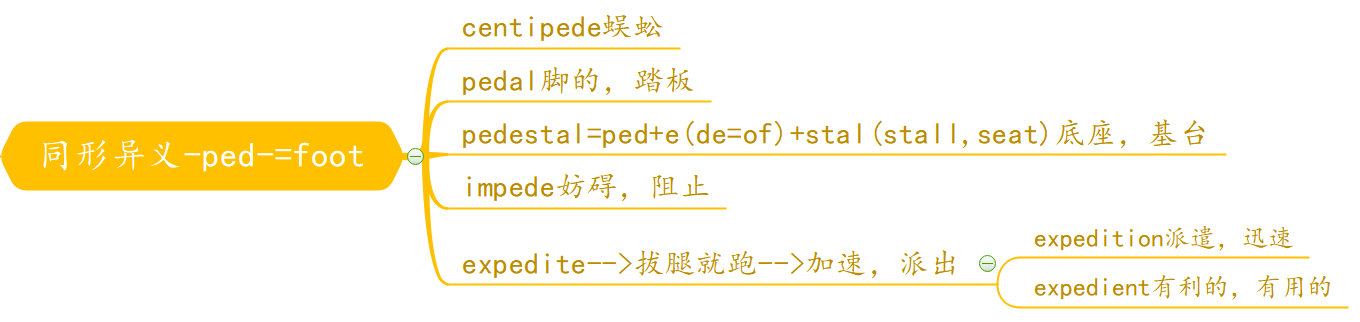 同形异义-ped-=foot
centipede蜈蚣
pedal脚的，踏板
pedestal=ped+e(de=of)+stal(stall,seat)底座，基台
impede妨碍，阻止
expedite-->拔腿就跑-->加速，派出
expedition派遣，迅速
expedient有利的，有用的